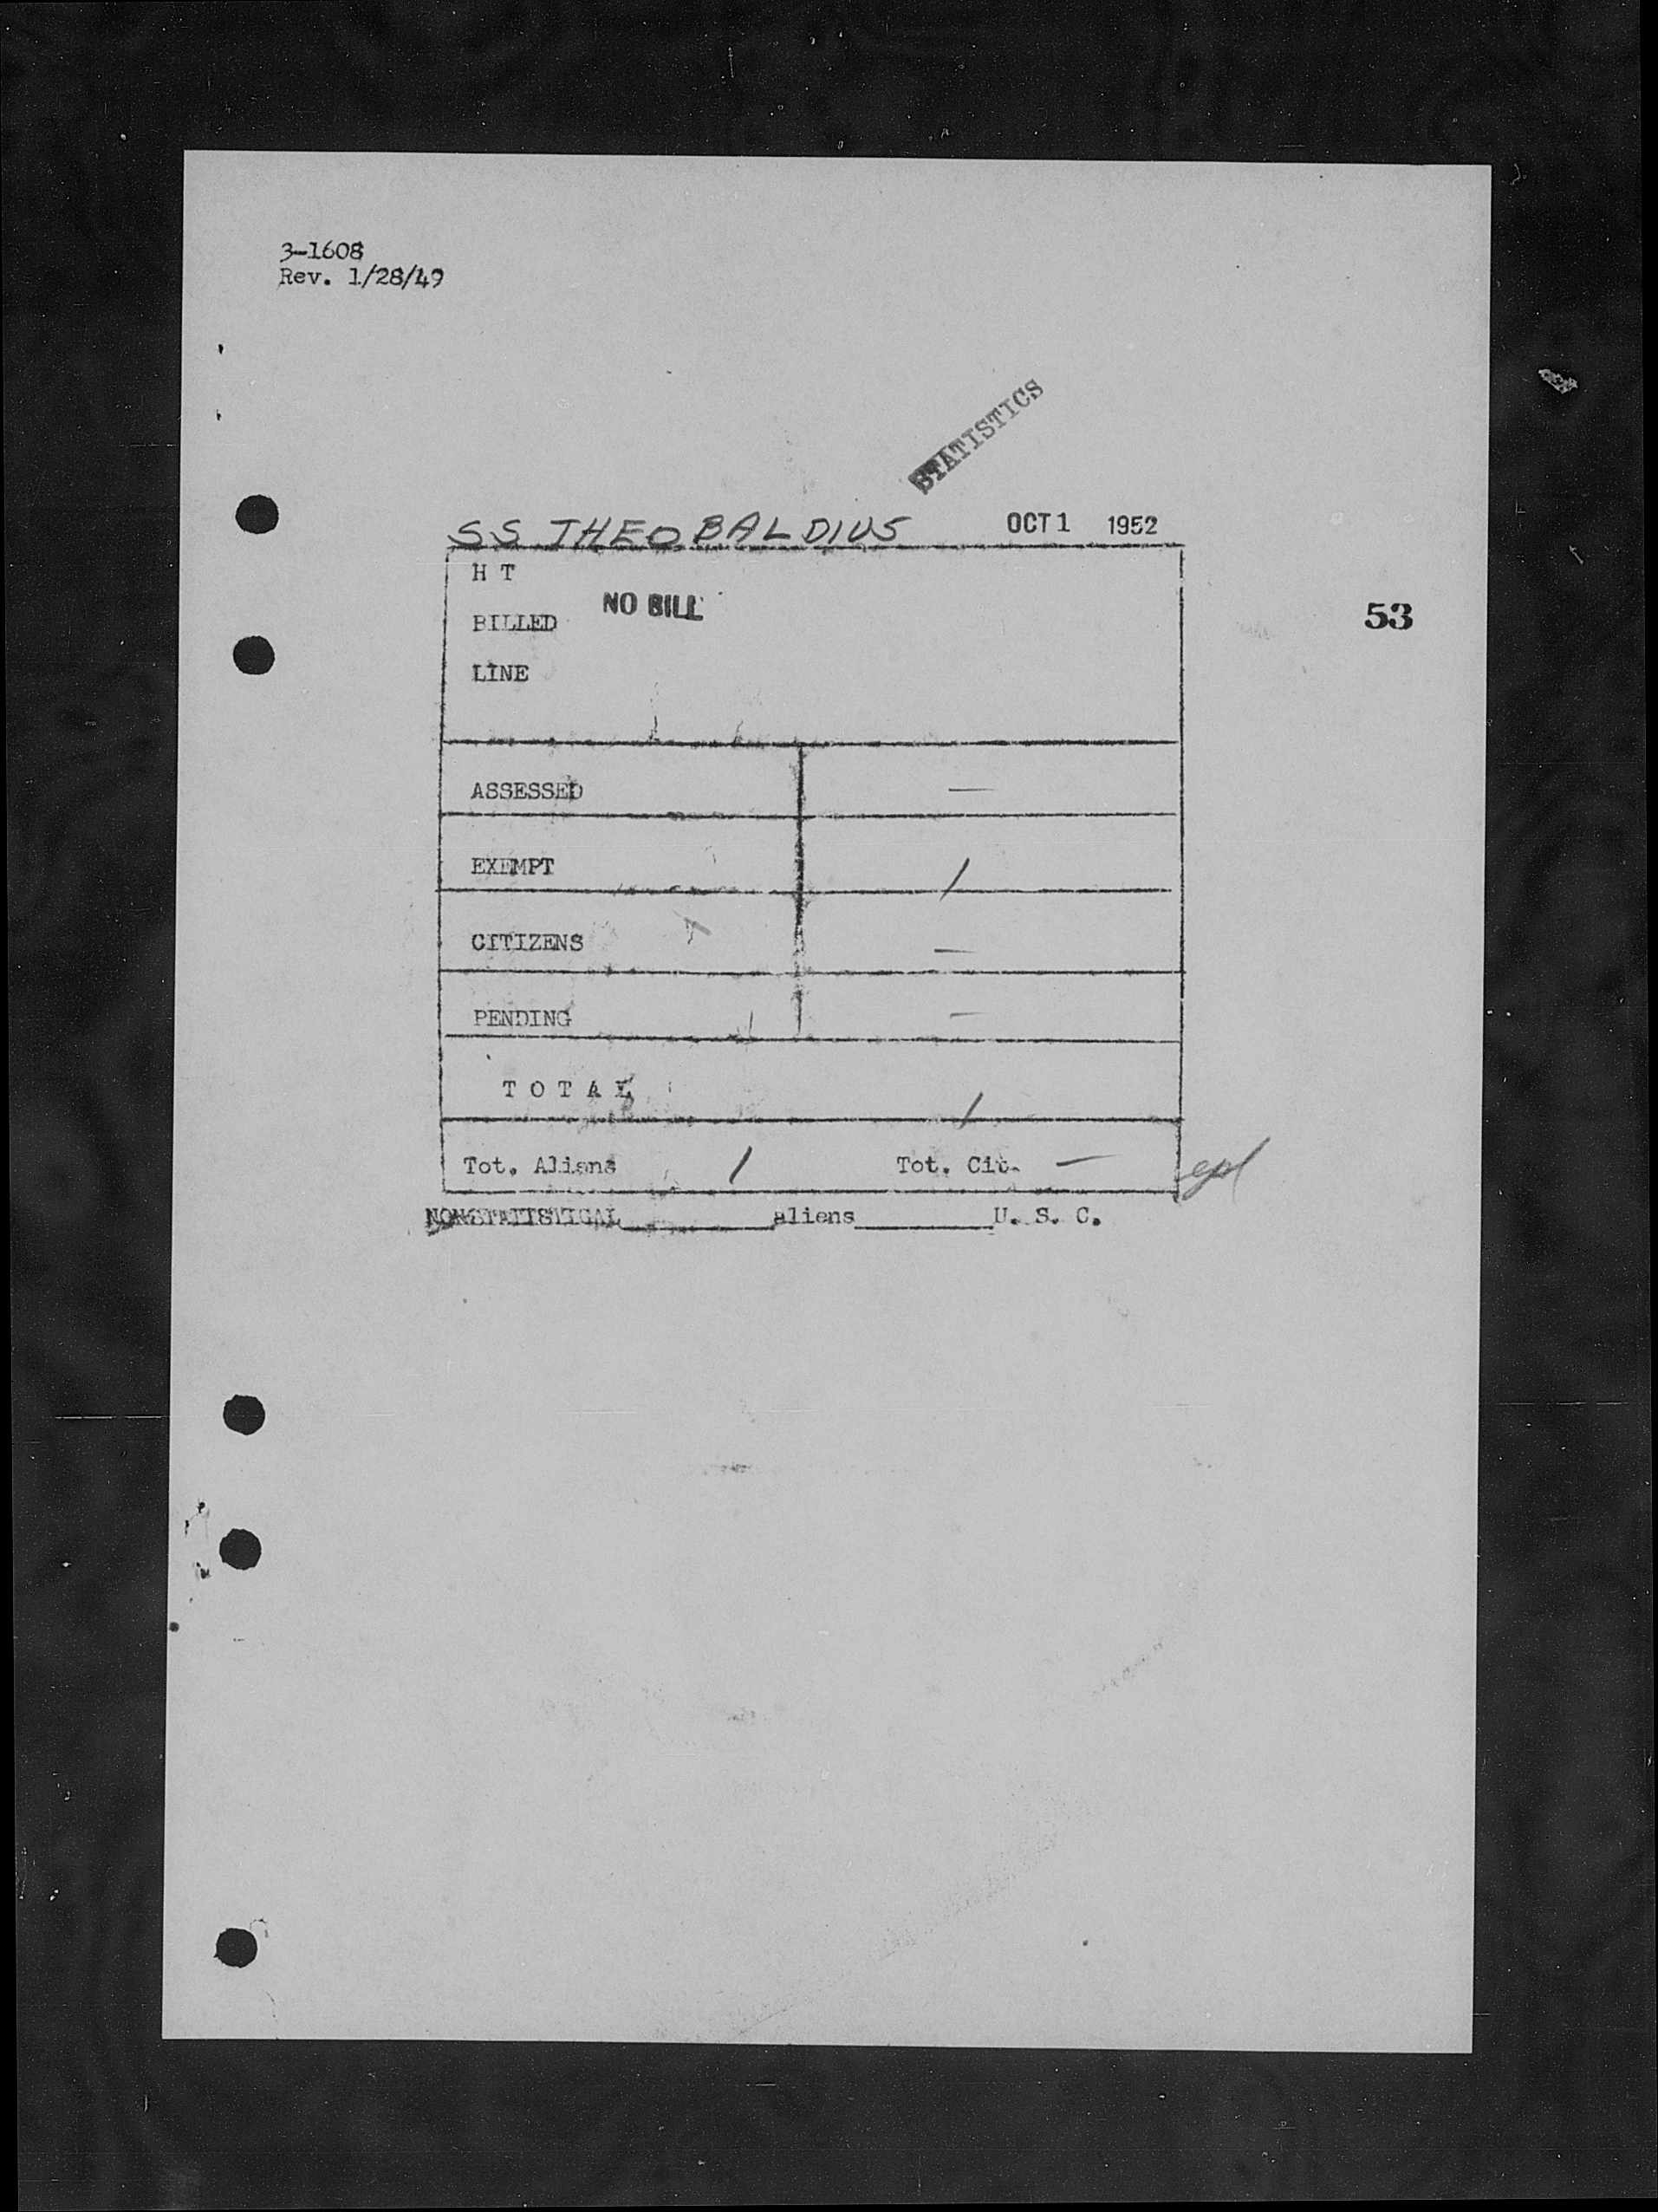 3-1608
Rev. 1/28/49
STATISTICS
SS THEOBALDIUS OCT 1 1952
H T
BILLED NO BILL
53
LINE
ASSESSED —
EXEMPT 1
CITIZENS —
PENDING —
T O T A L 1
Tot. Aliens 1 Tot. Cit. —
NONSTATISTICAL aliens U. S. C.